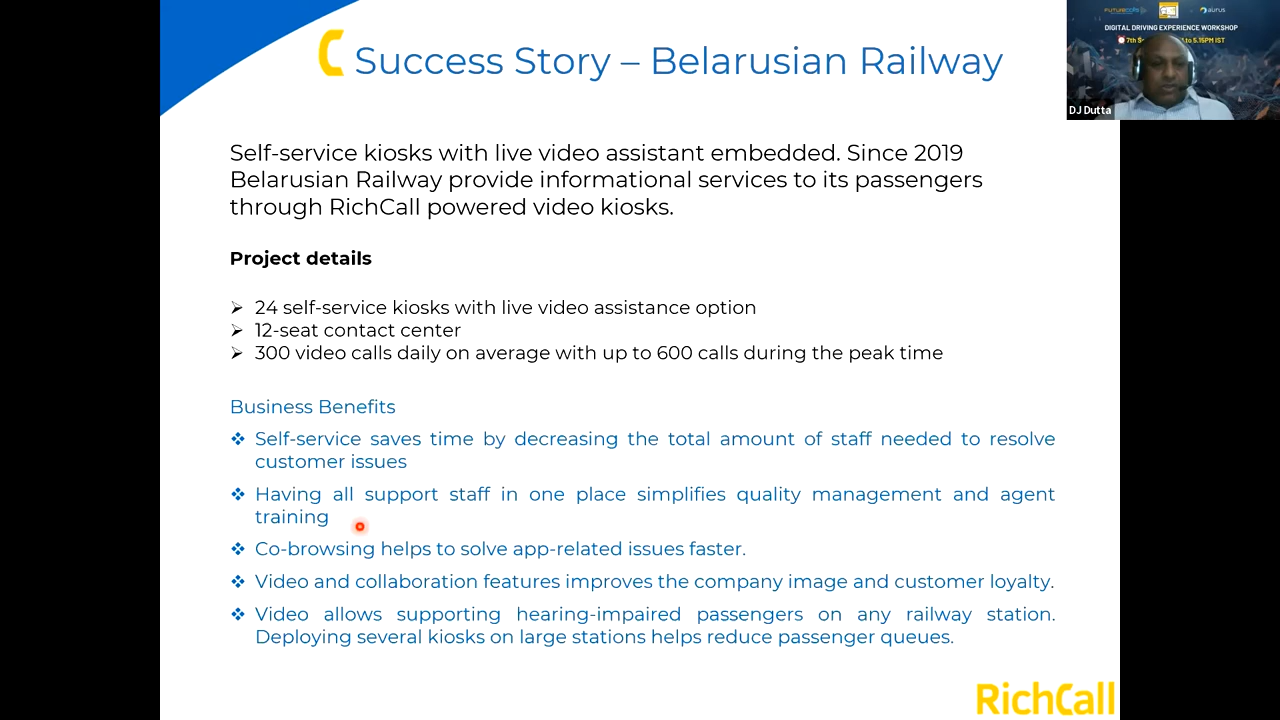 Success Story – Belarusian Railway
FUTURECALLS
aurus
DIGITAL DRIVING EXPERIENCE WORKSHOP
to 5.15PM IST
DJ Dutta
Self-service kiosks with live video assistant embedded. Since 2019
Belarusian Railway provide informational services to its passengers
through RichCall powered video kiosks.
Project details
➢ 24 self-service kiosks with live video assistance option
➢ 12-seat contact center
➢ 300 video calls daily on average with up to 600 calls during the peak time
Business Benefits
❖ Self-service saves time by decreasing the total amount of staff needed to resolve
customer issues
❖ Having all support staff in one place simplifies quality management and agent
training
❖ Co-browsing helps to solve app-related issues faster.
❖ Video and collaboration features improves the company image and customer loyalty.
❖ Video allows supporting hearing-impaired passengers on any railway station.
Deploying several kiosks on large stations helps reduce passenger queues.
RichCall